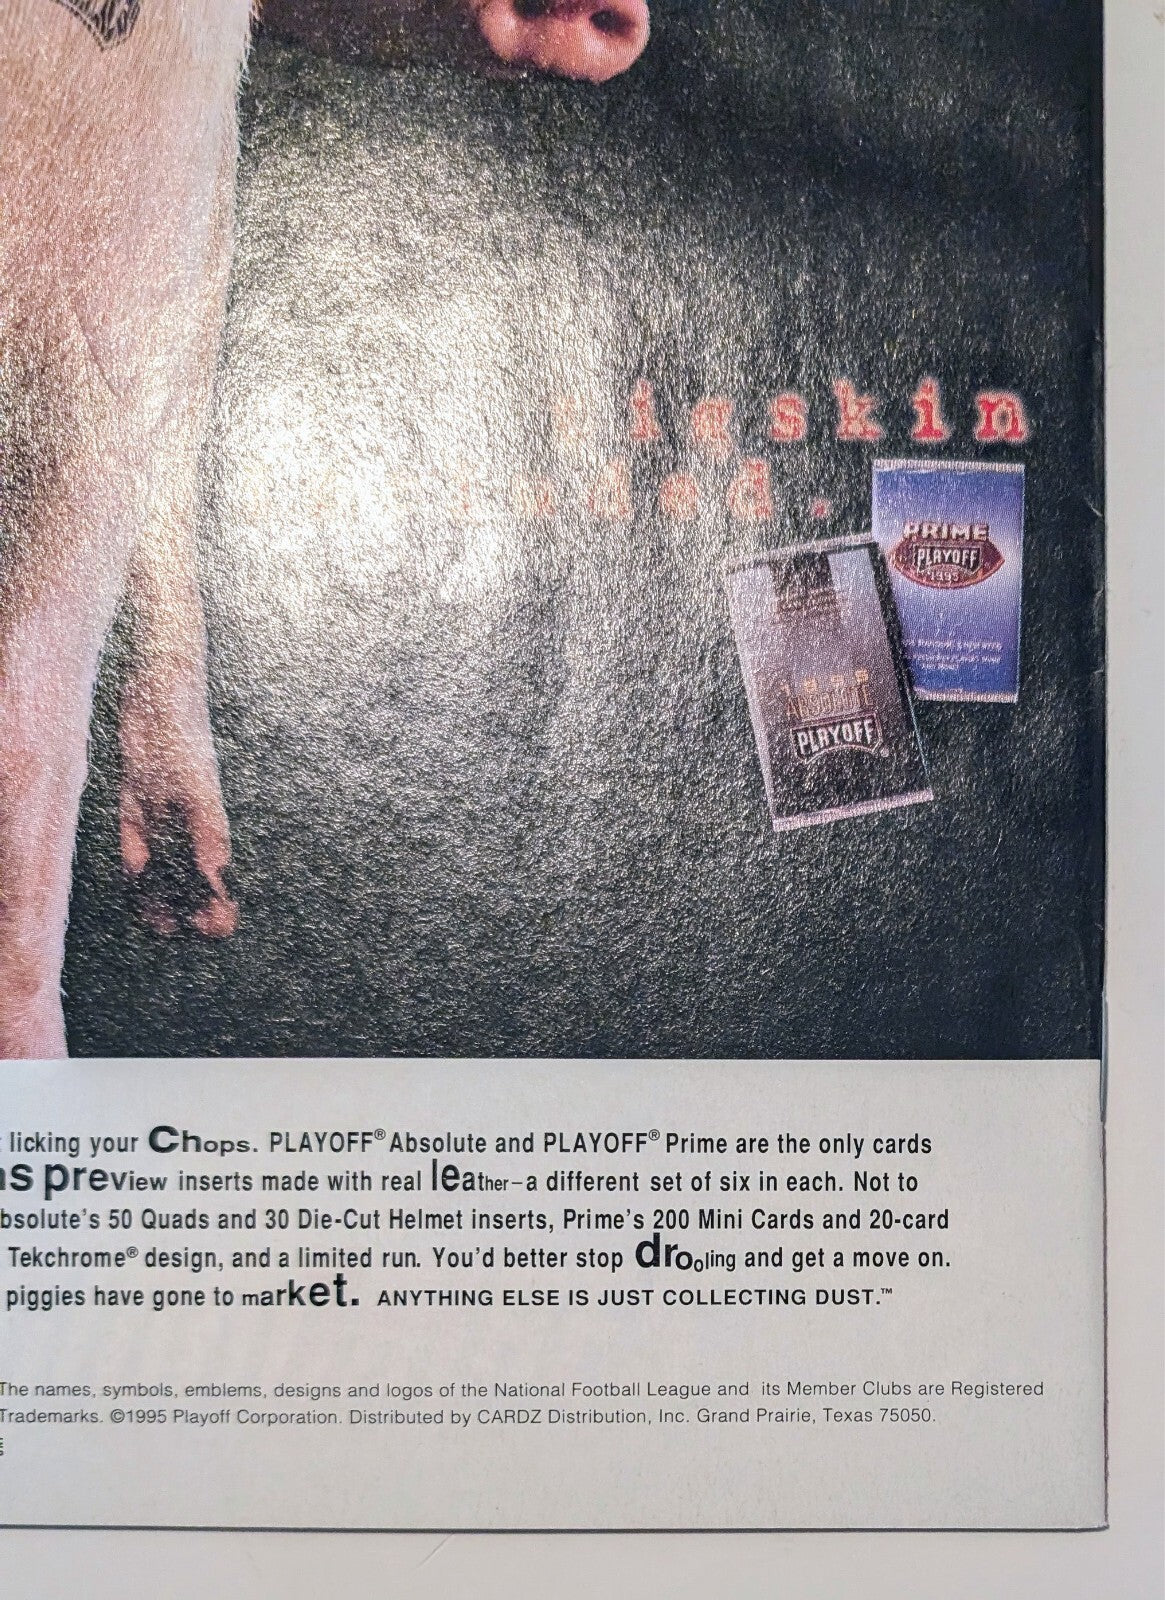 pigskin
nded.
PRIME
PLAYOFF
1995
1995
ABSOLUTE
PLAYOFF®
licking your Chops. PLAYOFF® Absolute and PLAYOFF® Prime are the only cards
ns preview inserts made with real leather–a different set of six in each. Not to
bsolute's 50 Quads and 30 Die-Cut Helmet inserts, Prime's 200 Mini Cards and 20-card
Tekchrome® design, and a limited run. You'd better stop drooling and get a move on.
piggies have gone to market. ANYTHING ELSE IS JUST COLLECTING DUST.™
The names, symbols, emblems, designs and logos of the National Football League and its Member Clubs are Registered
Trademarks. ©1995 Playoff Corporation. Distributed by CARDZ Distribution, Inc. Grand Prairie, Texas 75050.